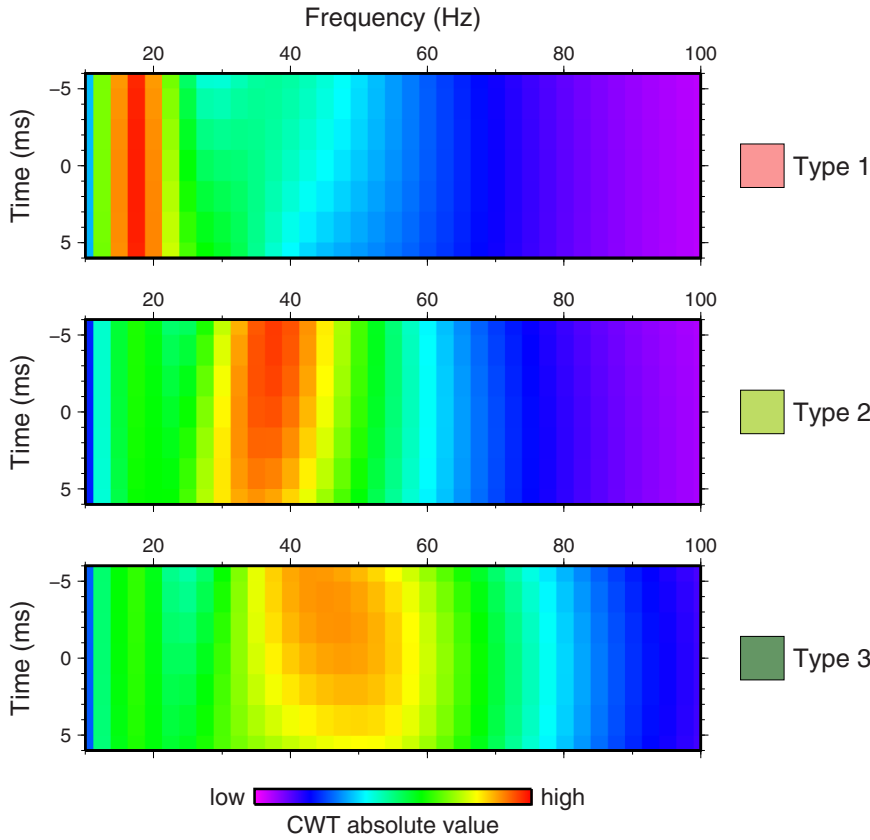 Frequency (Hz)
20 40 60 80 100
Time (ms)
−5
0
5
Type 1
20 40 60 80 100
Time (ms)
−5
0
5
Type 2
20 40 60 80 100
Time (ms)
−5
0
5
Type 3
low high
CWT absolute value